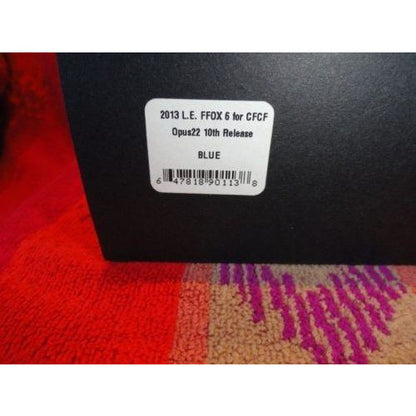 2013 L.E. FFOX 6 for CFCF
Opus22 10th Release
BLUE
6 47818 90113 8